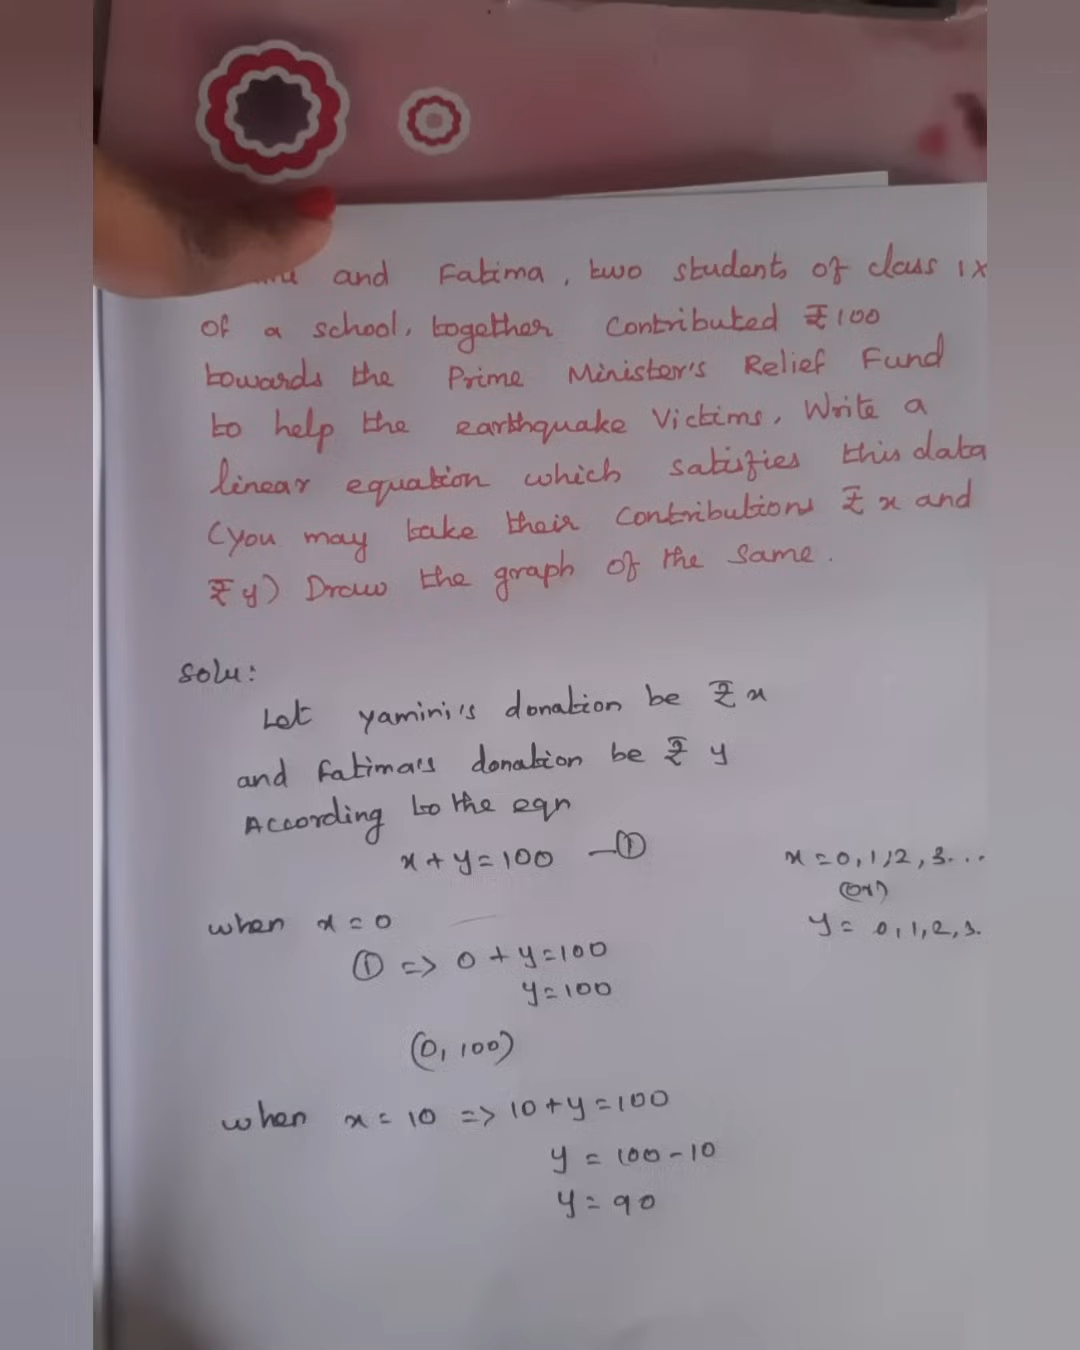 and Fatima, two students of class IX
of a school, together contributed ₹100
towards the Prime Minister's Relief Fund
to help the earthquake Victims. Write a
linear equation which satisfies this data
(you may take their contributions ₹ x and
₹ y) Draw the graph of the same.
Solu:
Let yamini's donation be ₹ x
and fatima's donation be ₹ y
According to the eqn
x + y = 100 —①
x = 0, 1, 2, 3...
(or)
y = 0, 1, 2, 3.
when x = 0
① => 0 + y = 100
y = 100
(0, 100)
when x = 10 => 10 + y = 100
y = 100 - 10
y = 90